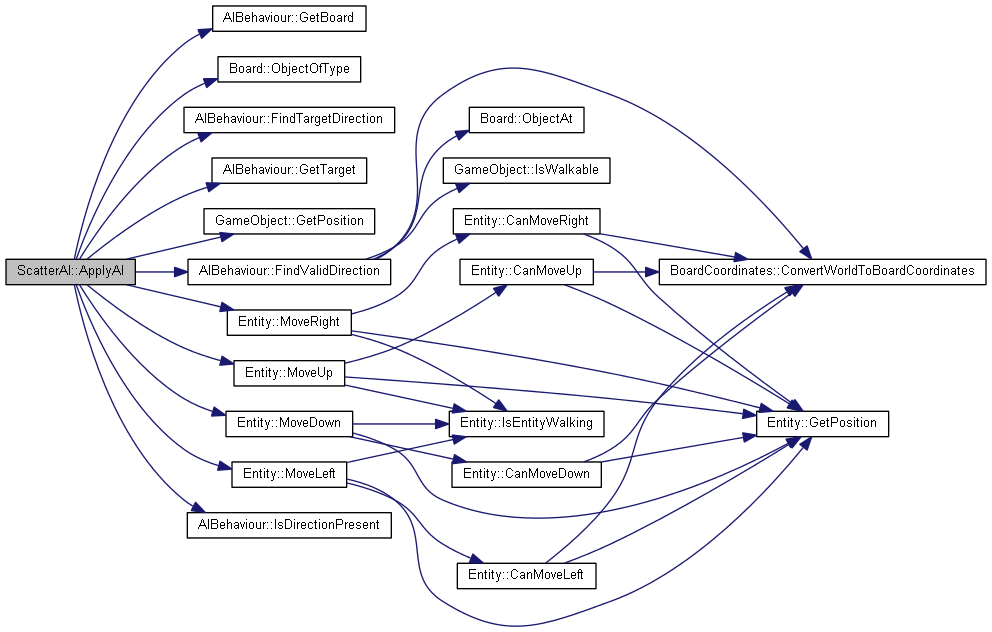 AIBehaviour::GetBoard
Board::ObjectOfType
AIBehaviour::FindTargetDirection
Board::ObjectAt
AIBehaviour::GetTarget
GameObject::IsWalkable
GameObject::GetPosition
Entity::CanMoveRight
ScatterAI::ApplyAI
AIBehaviour::FindValidDirection
Entity::CanMoveUp
BoardCoordinates::ConvertWorldToBoardCoordinates
Entity::MoveRight
Entity::MoveUp
Entity::MoveDown
Entity::IsEntityWalking
Entity::GetPosition
Entity::MoveLeft
Entity::CanMoveDown
AIBehaviour::IsDirectionPresent
Entity::CanMoveLeft